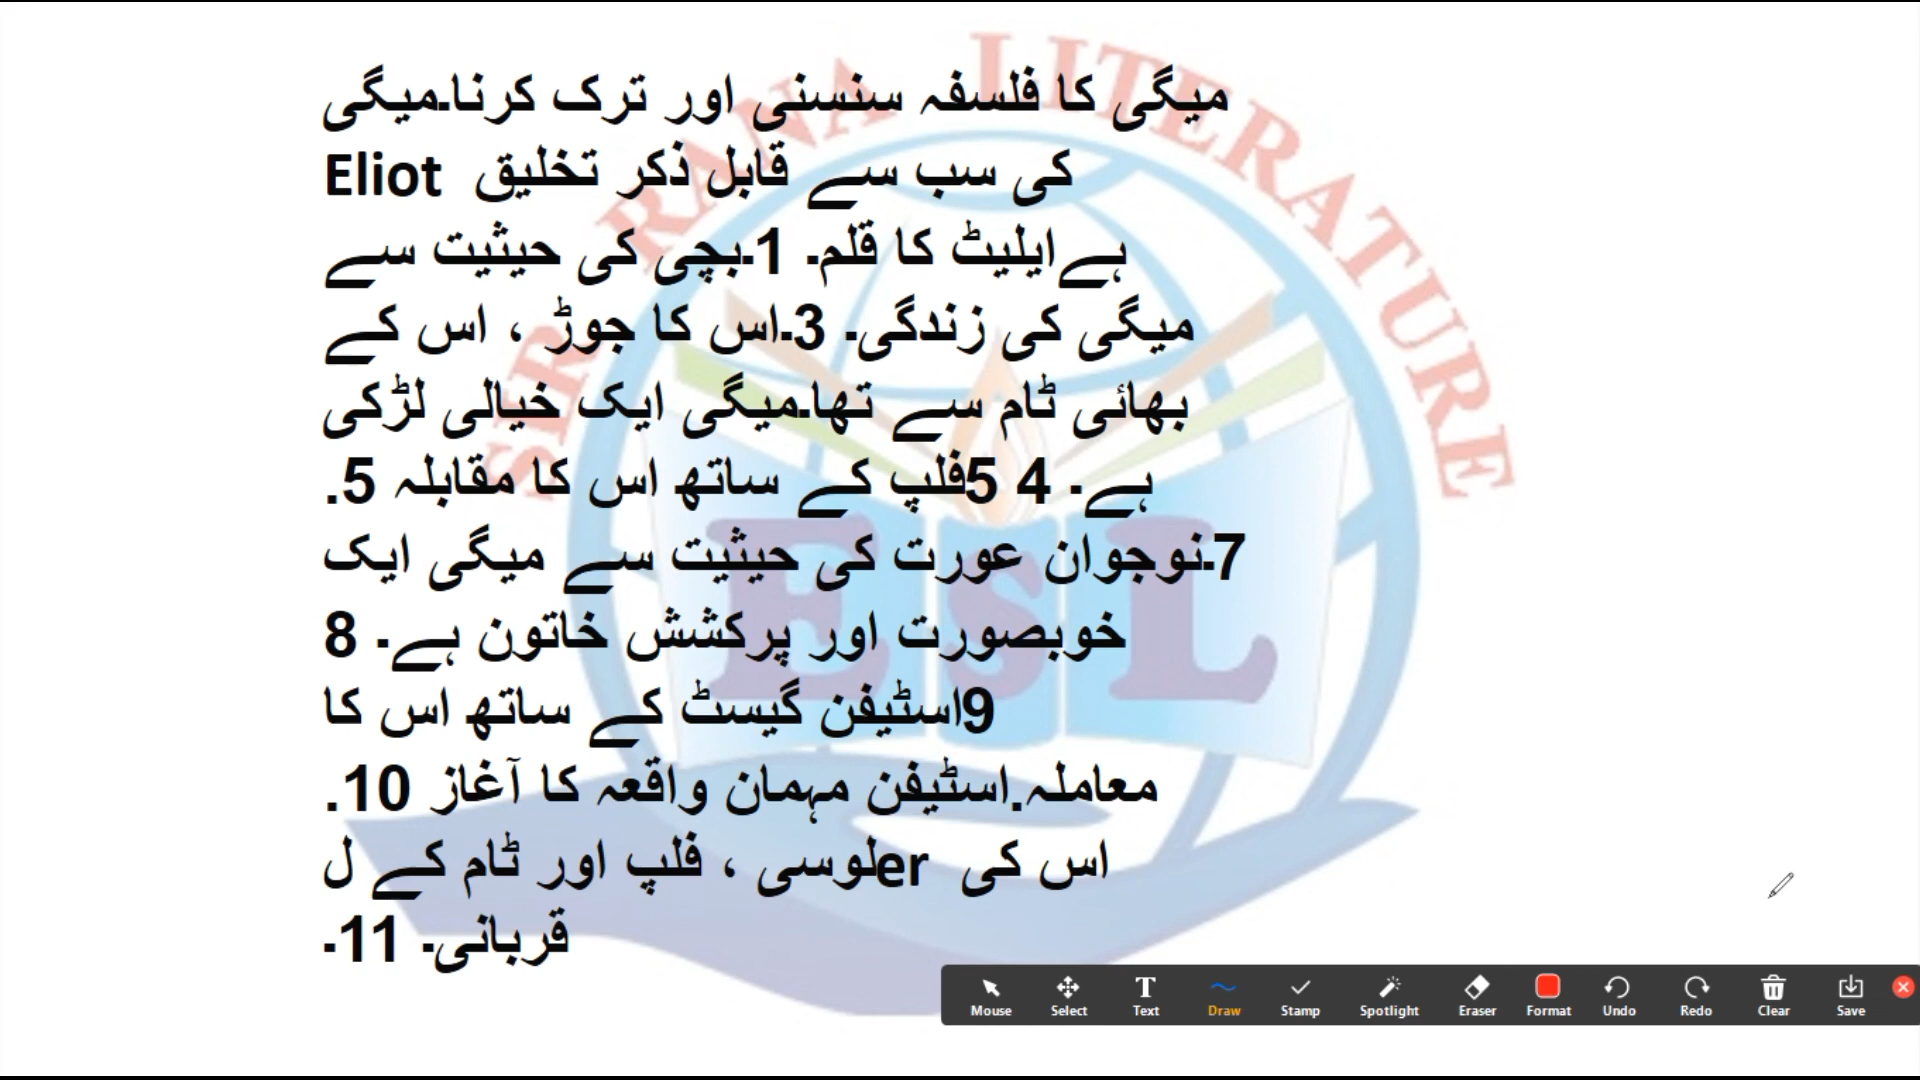 SIR RANA LITERATURE
ESL
میگی کا فلسفہ سنسنی اور ترک کرنا۔میگی
Eliot کی سب سے قابل ذکر تخلیق
ہےایلیٹ کا قلم۔ 1۔بچی کی حیثیت سے
میگی کی زندگی۔ 3۔اس کا جوڑ ، اس کے
بھائی ٹام سے تھا۔میگی ایک خیالی لڑکی
ہے۔ 4 5فلپ کے ساتھ اس کا مقابلہ 5.
7۔نوجوان عورت کی حیثیت سے میگی ایک
خوبصورت اور پرکشش خاتون ہے۔ 8
9اسٹیفن گیسٹ کے ساتھ اس کا
معاملہ.اسٹیفن مہمان واقعہ کا آغاز 10.
اس کی erلوسی ، فلپ اور ٹام کے ل
قربانی۔ 11۔
Mouse Select Text Draw Stamp Spotlight Eraser Format Undo Redo Clear Save